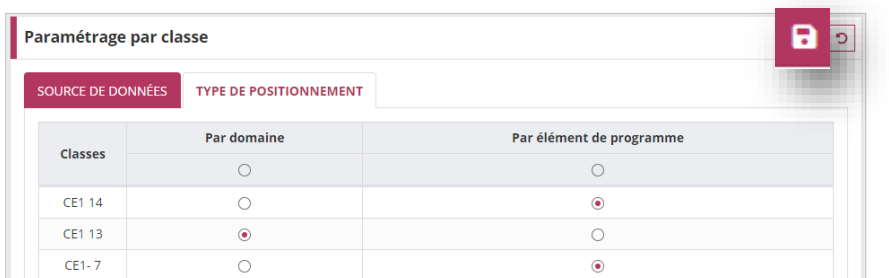 Paramétrage par classe
SOURCE DE DONNÉES TYPE DE POSITIONNEMENT
Classes Par domaine Par élément de programme
CE1 14
CE1 13
CE1- 7